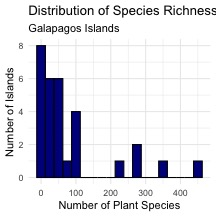 Distribution of Species Richness
Galapagos Islands
8
6
4
2
0
Number of Islands
0 100 200 300 400
Number of Plant Species